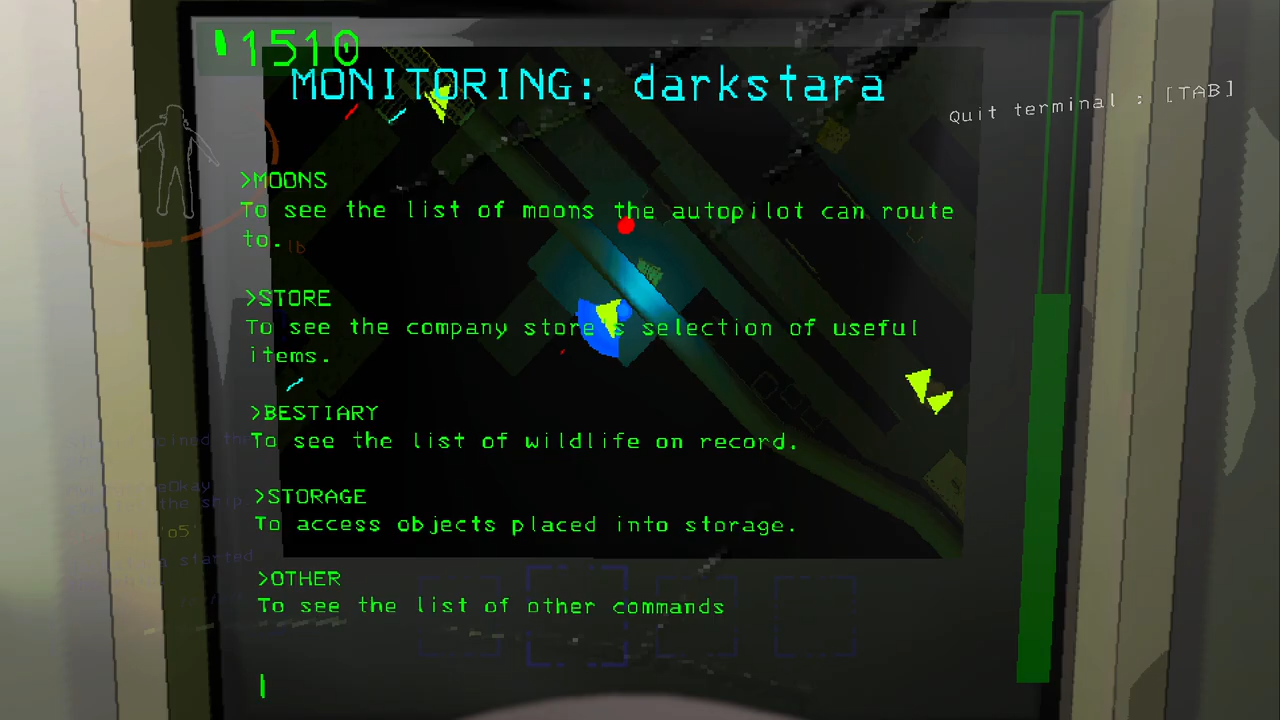 1510
MONITORING: darkstara
Quit terminal : [TAB]
>MOONS
To see the list of moons the autopilot can route
to.
lb
>STORE
To see the company store's selection of useful
items.
>BESTIARY
To see the list of wildlife on record.
>STORAGE
To access objects placed into storage.
>OTHER
To see the list of other commands